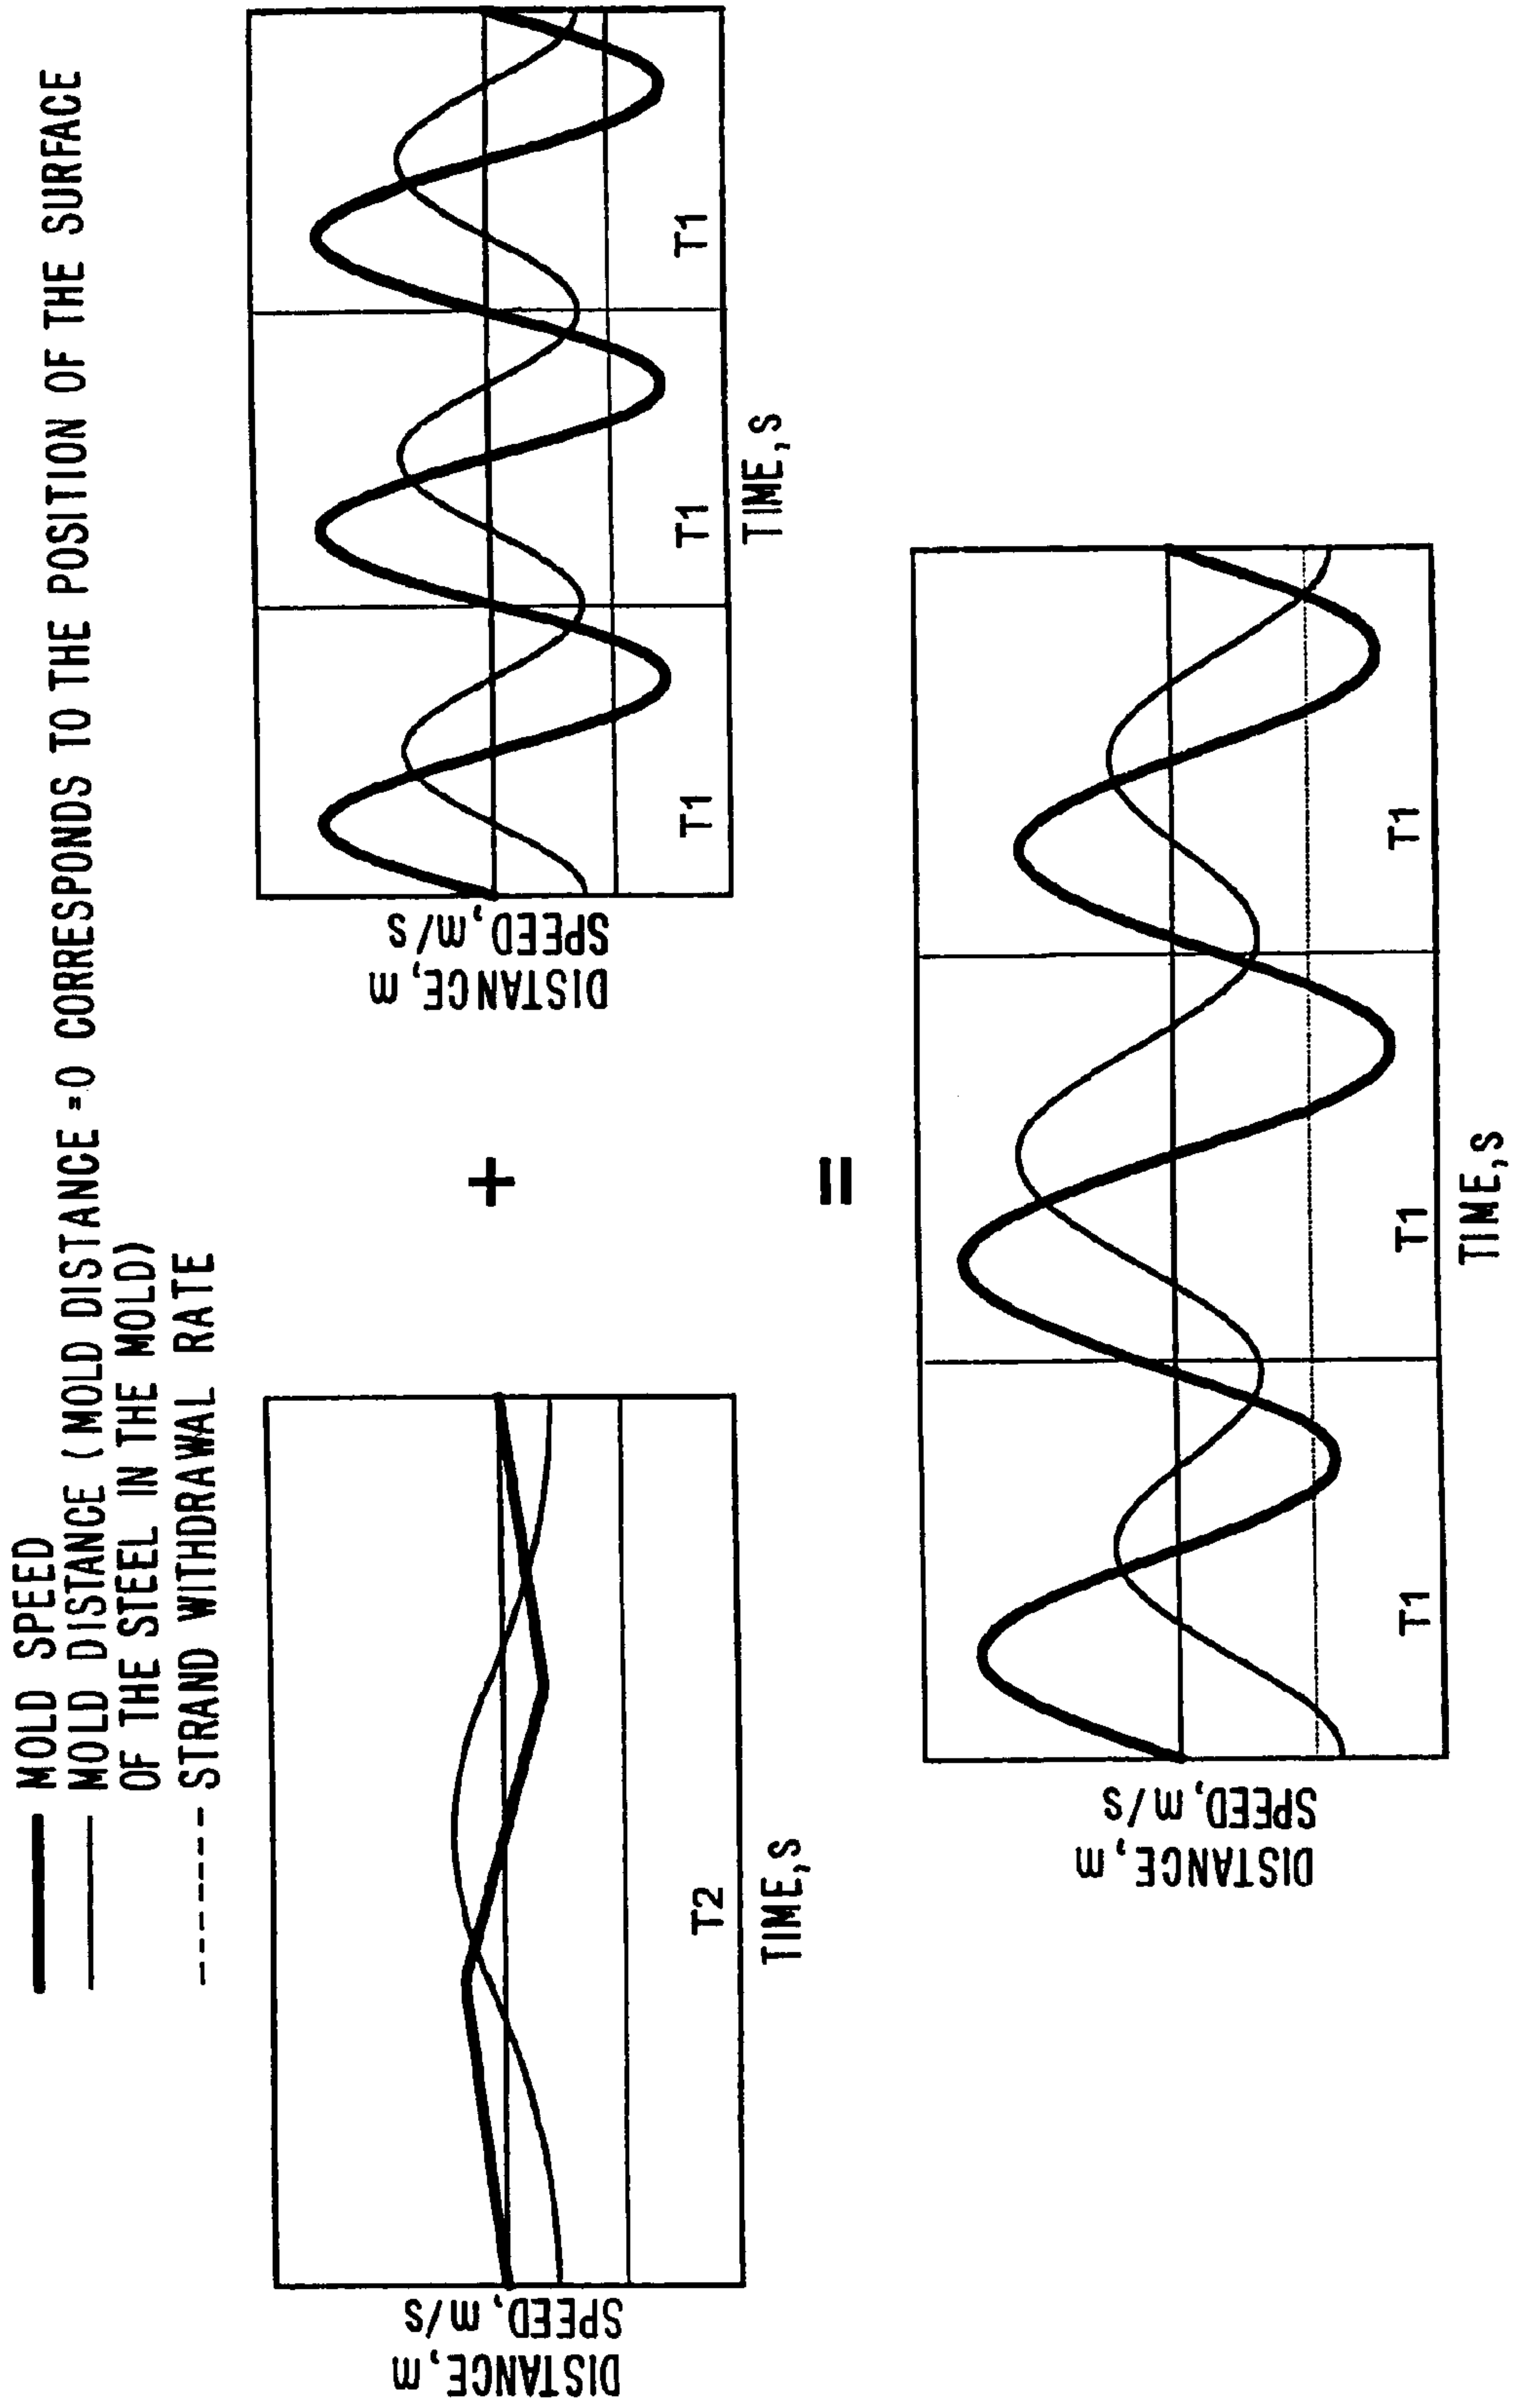 MOLD SPEED
MOLD DISTANCE (MOLD DISTANCE =0 CORRESPONDS TO THE POSITION OF THE SURFACE
OF THE STEEL IN THE MOLD)
STRAND WITHDRAWAL RATE
DISTANCE, m
SPEED, m/s
T2
TIME,s
+
DISTANCE, m
SPEED, m/s
T1
T1
T1
TIME,s
=
DISTANCE, m
SPEED, m/s
T1
T1
T1
TIME,s